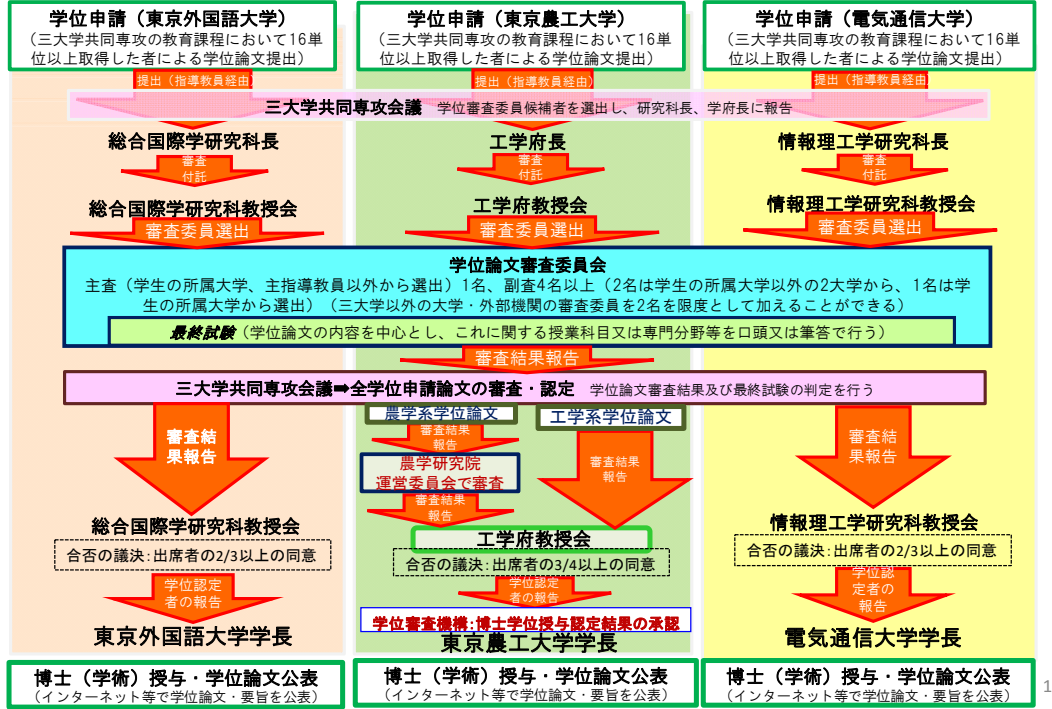 学位申請（東京外国語大学）
（三大学共同専攻の教育課程において16単
位以上取得した者による学位論文提出）
学位申請（東京農工大学）
（三大学共同専攻の教育課程において16単
位以上取得した者による学位論文提出）
学位申請（電気通信大学）
（三大学共同専攻の教育課程において16単
位以上取得した者による学位論文提出）
提出（指導教員経由）
提出（指導教員経由）
提出（指導教員経由）
三大学共同専攻会議　学位審査委員候補者を選出し、研究科長、学府長に報告
総合国際学研究科長
工学府長
情報理工学研究科長
審査
付託
審査
付託
審査
付託
総合国際学研究科教授会
工学府教授会
情報理工学研究科教授会
審査委員選出
審査委員選出
審査委員選出
学位論文審査委員会
主査（学生の所属大学、主指導教員以外から選出）1名、副査4名以上（2名は学生の所属大学以外の2大学から、1名は学
生の所属大学から選出）（三大学以外の大学・外部機関の審査委員を2名を限度として加えることができる）
最終試験（学位論文の内容を中心とし、これに関する授業科目又は専門分野等を口頭又は筆答で行う）
審査結果報告
三大学共同専攻会議➡全学位申請論文の審査・認定　学位論文審査結果及び最終試験の判定を行う
審査結
果報告
農学系学位論文
工学系学位論文
審査結果
報告
農学研究院
運営委員会で審査
審査結果
報告
審査結果
報告
審査結
果報告
総合国際学研究科教授会
合否の議決：出席者の2/3以上の同意
工学府教授会
合否の議決：出席者の3/4以上の同意
情報理工学研究科教授会
合否の議決：出席者の2/3以上の同意
学位認定
者の報告
学位認定
者の報告
学位認
定者の
報告
学位審査機構：博士学位授与認定結果の承認
東京外国語大学学長
東京農工大学学長
電気通信大学学長
博士（学術）授与・学位論文公表
（インターネット等で学位論文・要旨を公表）
博士（学術）授与・学位論文公表
（インターネット等で学位論文・要旨を公表）
博士（学術）授与・学位論文公表
（インターネット等で学位論文・要旨を公表）
1